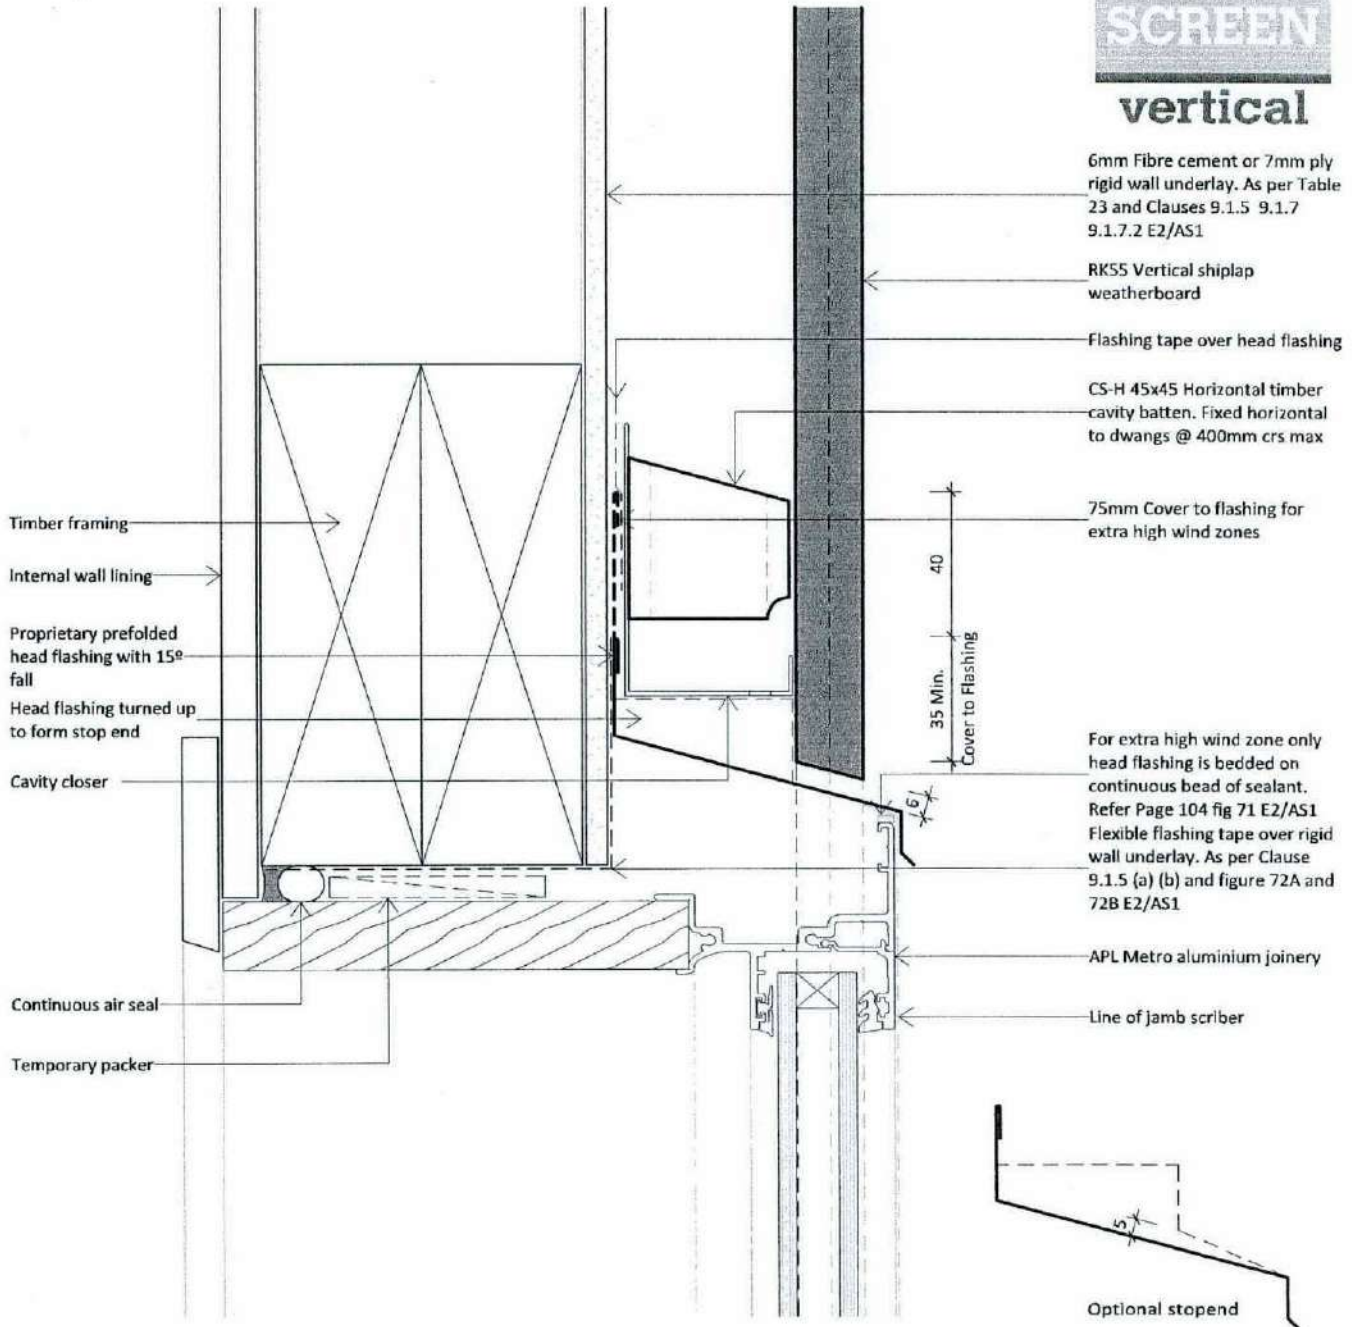 SCREEN
vertical
6mm Fibre cement or 7mm ply
rigid wall underlay. As per Table
23 and Clauses 9.1.5 9.1.7
9.1.7.2 E2/AS1
RK55 Vertical shiplap
weatherboard
Flashing tape over head flashing
CS-H 45x45 Horizontal timber
cavity batten. Fixed horizontal
to dwangs @ 400mm crs max
75mm Cover to flashing for
extra high wind zones
40
35 Min.
Cover to Flashing
Timber framing
Internal wall lining
Proprietary prefolded
head flashing with 15º
fall
Head flashing turned up
to form stop end
Cavity closer
For extra high wind zone only
head flashing is bedded on
continuous bead of sealant.
Refer Page 104 fig 71 E2/AS1
Flexible flashing tape over rigid
wall underlay. As per Clause
9.1.5 (a) (b) and figure 72A and
72B E2/AS1
APL Metro aluminium joinery
Line of jamb scriber
Continuous air seal
Temporary packer
5
Optional stopend